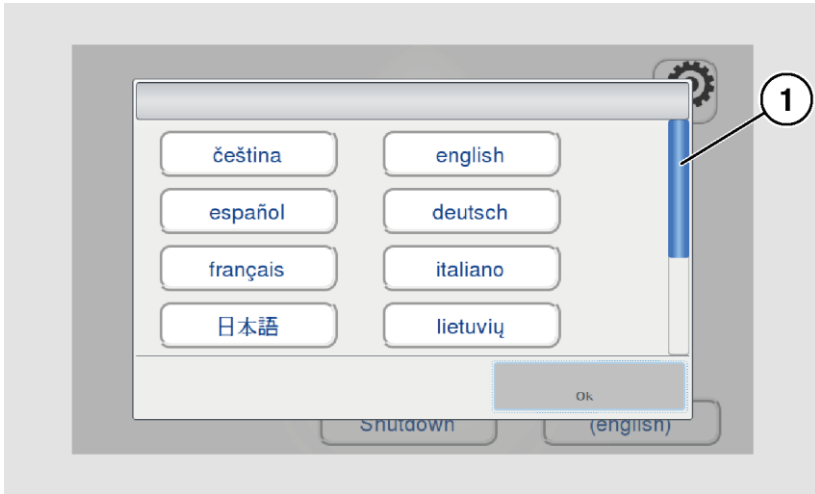 1
čeština english
español deutsch
français italiano
日本語 lietuvių
Ok
Shutdown (english)